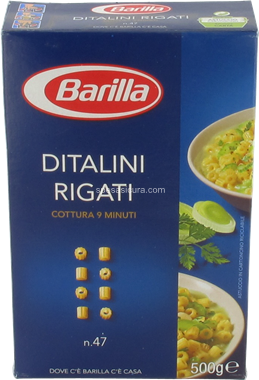 Barilla
DITALINI
RIGATI
COTTURA 9 MINUTI
n.47
DOVE C'È BARILLA C'È CASA
500g e